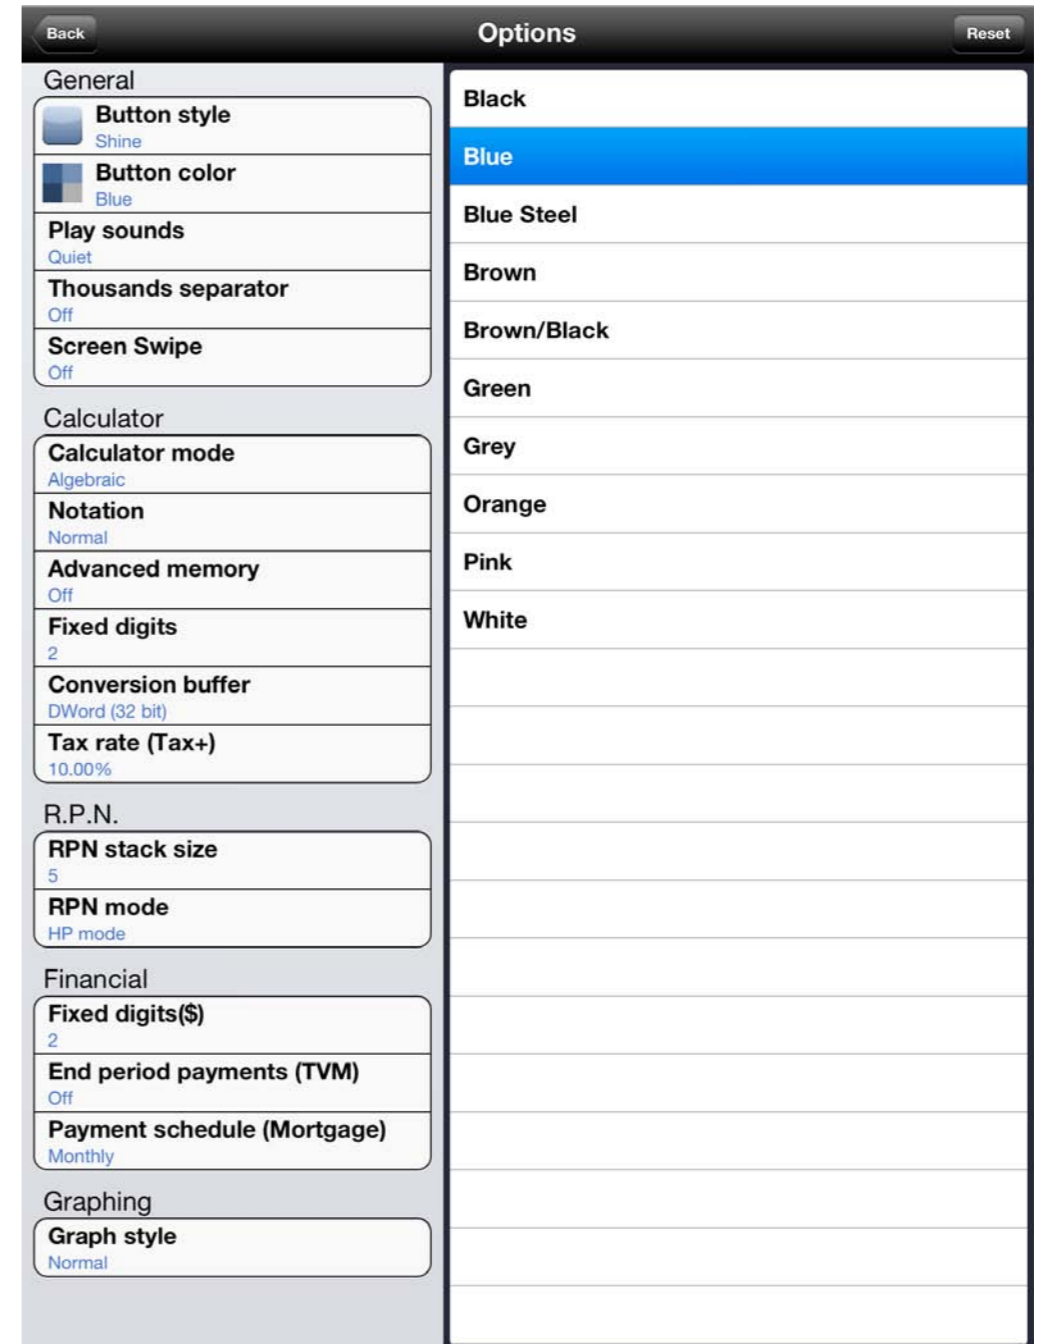 Back
Options
Reset
General
Button style
Shine
Button color
Blue
Play sounds
Quiet
Thousands separator
Off
Screen Swipe
Off
Calculator
Calculator mode
Algebraic
Notation
Normal
Advanced memory
Off
Fixed digits
2
Conversion buffer
DWord (32 bit)
Tax rate (Tax+)
10.00%
R.P.N.
RPN stack size
5
RPN mode
HP mode
Financial
Fixed digits($)
2
End period payments (TVM)
Off
Payment schedule (Mortgage)
Monthly
Graphing
Graph style
Normal
Black
Blue
Blue Steel
Brown
Brown/Black
Green
Grey
Orange
Pink
White